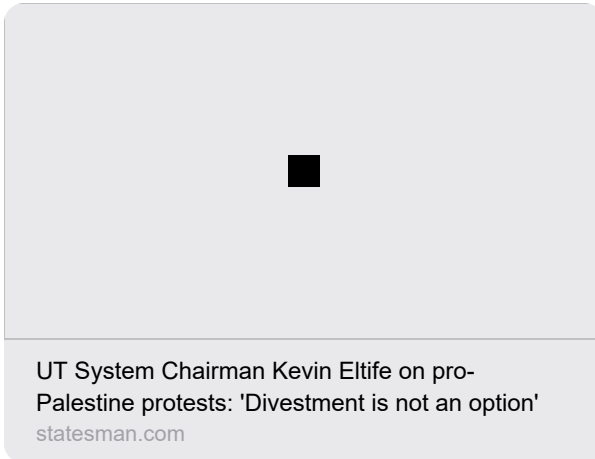 UT System Chairman Kevin Eltife on pro-
Palestine protests: 'Divestment is not an option'
statesman.com